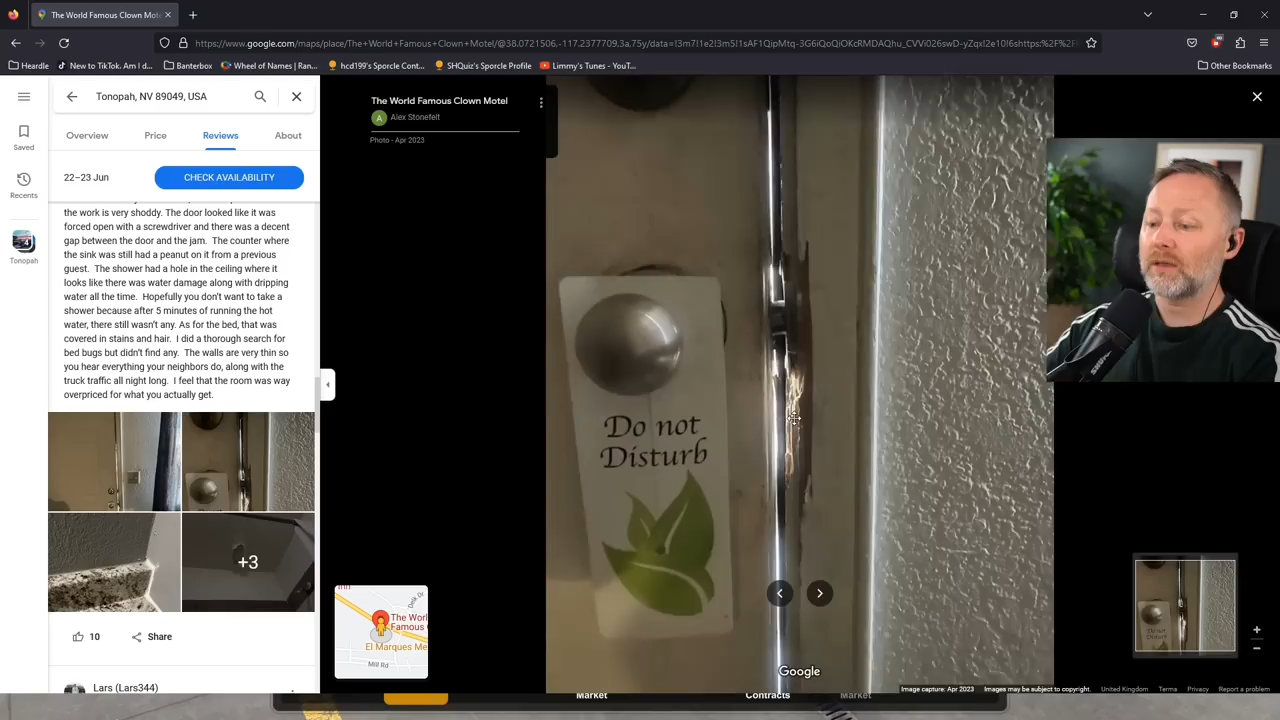 The World Famous Clown Mote
https://www.google.com/maps/place/The+World+Famous+Clown+Motel/@38.0721506,-117.2377709,3a,75y/data=!3m7!1e2!3m5!1sAF1QipMtq-3G6iQoQiOKcRMDAQhu_CVVi026swD-yZqxl2e10!6shttps:%2F%2F
Heardle
New to TikTok. Am I d...
Banterbox
Wheel of Names | Ran...
hcd199's Sporcle Cont...
SHQuiz's Sporcle Profile
Limmy's Tunes - YouT...
Other Bookmarks
Tonopah, NV 89049, USA
Saved
Recents
Tonopah
Overview
Price
Reviews
About
22–23 Jun
CHECK AVAILABILITY
the work is very shoddy. The door looked like it was
forced open with a screwdriver and there was a decent
gap between the door and the jam. The counter where
the sink was still had a peanut on it from a previous
guest. The shower had a hole in the ceiling where it
looks like there was water damage along with dripping
water all the time. Hopefully you don't want to take a
shower because after 5 minutes of running the hot
water, there still wasn't any. As for the bed, that was
covered in stains and hair. I did a thorough search for
bed bugs but didn't find any. The walls are very thin so
you hear everything your neighbors do, along with the
truck traffic all night long. I feel that the room was way
overpriced for what you actually get.
+3
10
Share
Lars (Lars344)
The World Famous Clown Motel
A
Alex Stonefelt
Photo - Apr 2023
Do not
Disturb
Dela Dr
The Worl
Famous
El Marques Me
Mill Rd
Google
SHURE
Image capture: Apr 2023
Images may be subject to copyright.
United Kingdom
Terms
Privacy
Report a problem
Market
Contracts
Market